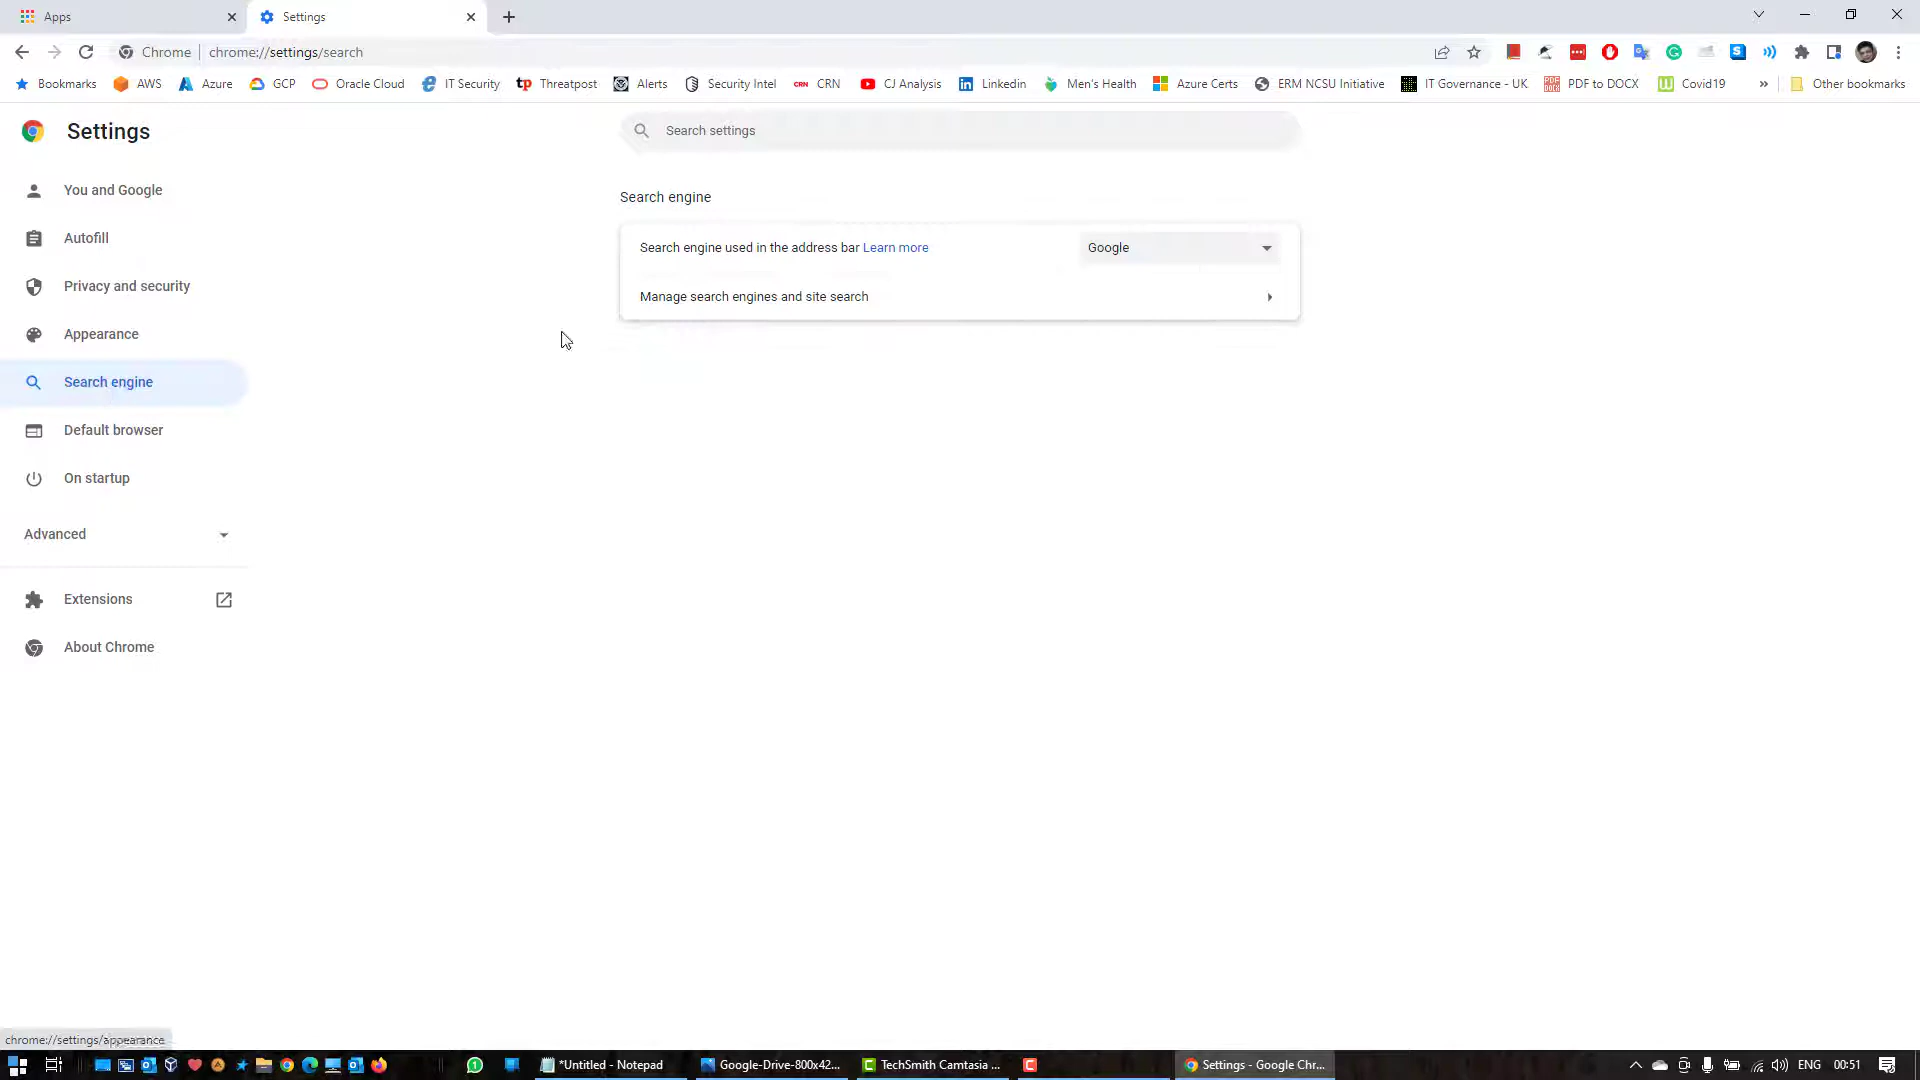 Apps
Settings
Chrome chrome://settings/search
Bookmarks AWS Azure GCP Oracle Cloud IT Security Threatpost Alerts Security Intel CRN CRN CJ Analysis Linkedin Men's Health Azure Certs ERM NCSU Initiative IT Governance - UK PDF to DOCX Covid19 » Other bookmarks
Settings
Search settings
You and Google
Autofill
Privacy and security
Appearance
Search engine
Default browser
On startup
Advanced
Extensions
About Chrome
Search engine
Search engine used in the address bar Learn more Google
Manage search engines and site search
chrome://settings/appearance
*Untitled - Notepad Google-Drive-800x42... TechSmith Camtasia ... Settings - Google Chr... ENG 00:51